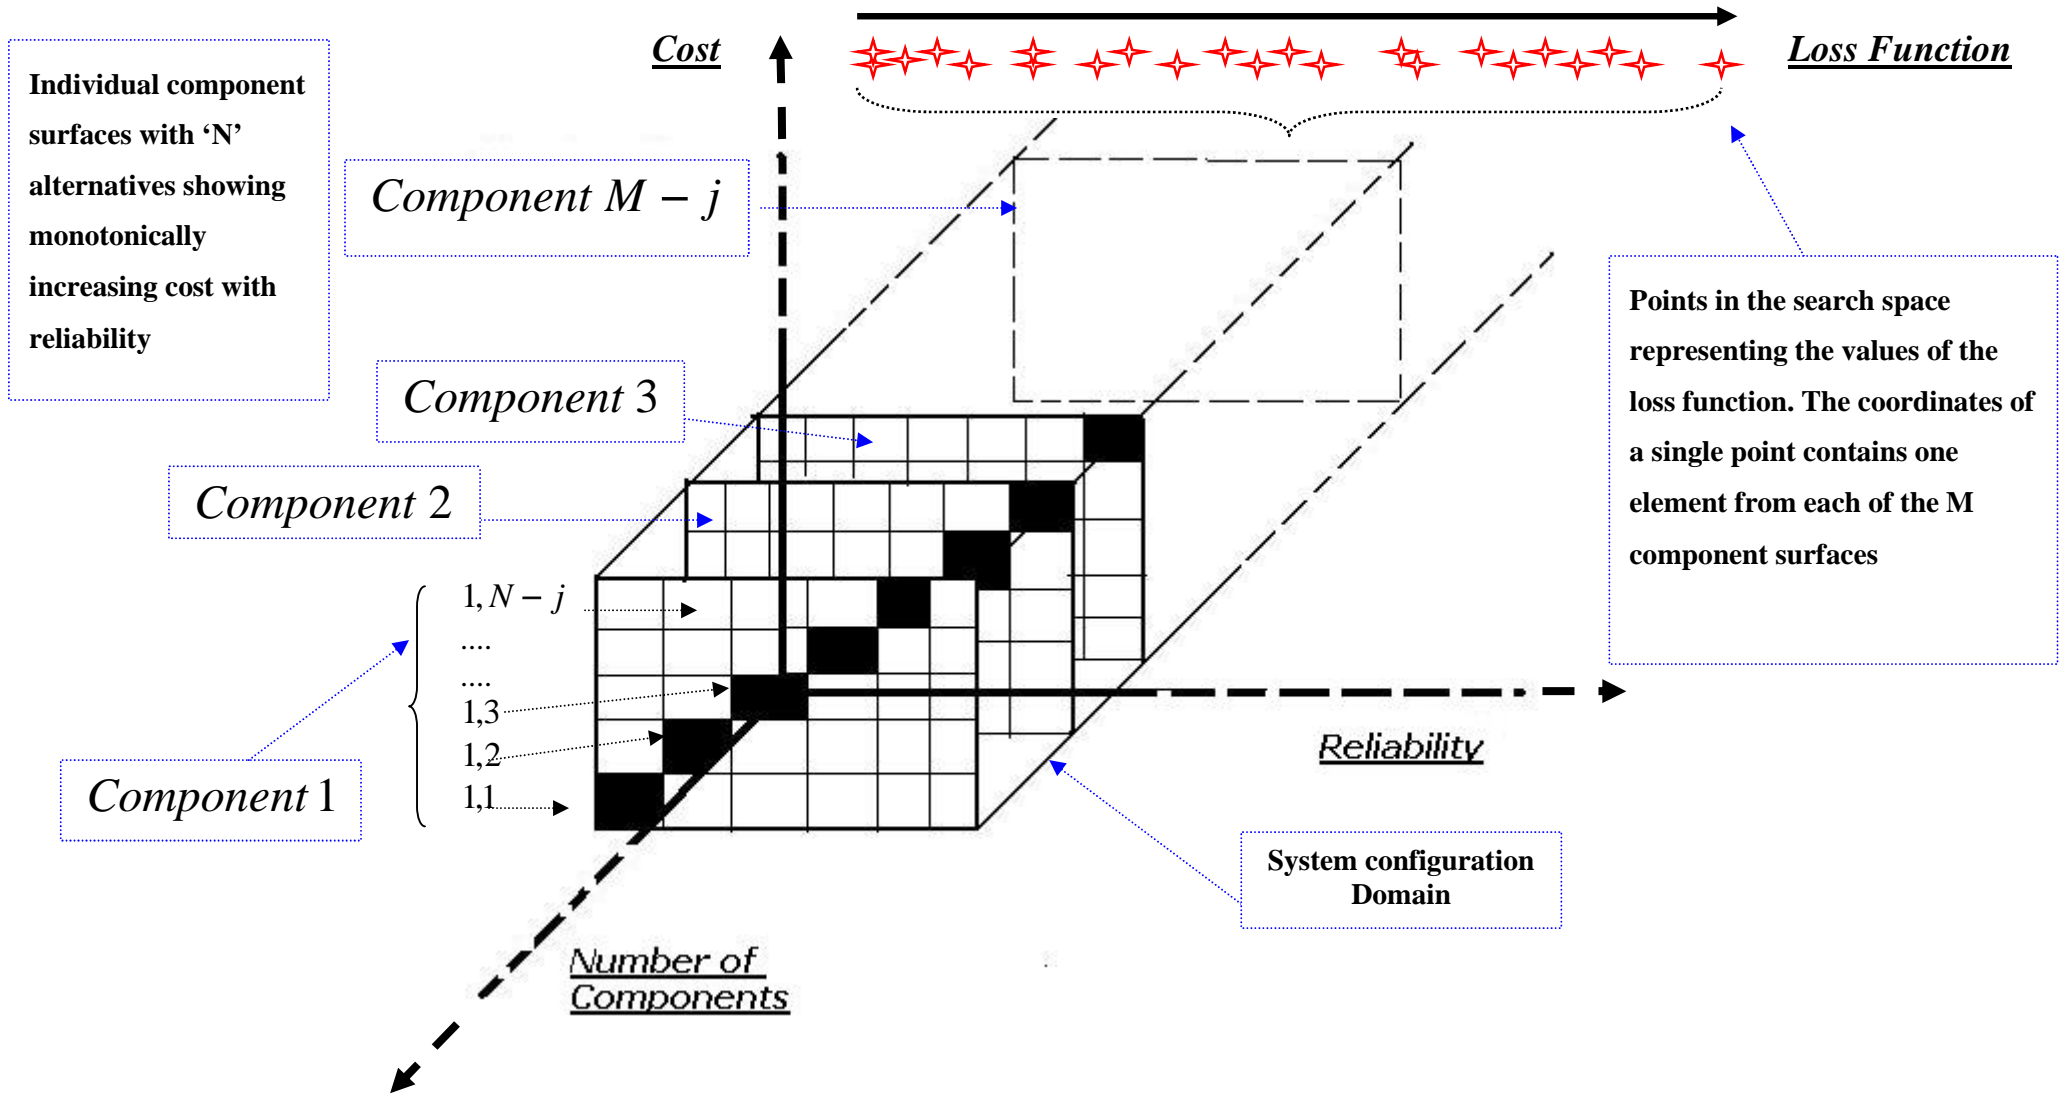 Cost
Loss Function
Individual component
surfaces with ‘N’
alternatives showing
monotonically
increasing cost with
reliability
Component M − j
Points in the search space
representing the values of the
loss function. The coordinates of
a single point contains one
element from each of the M
component surfaces
Component 3
Component 2
1, N − j
....
....
1,3
1,2
1,1
Component 1
Reliability
System configuration
Domain
Number of
Components